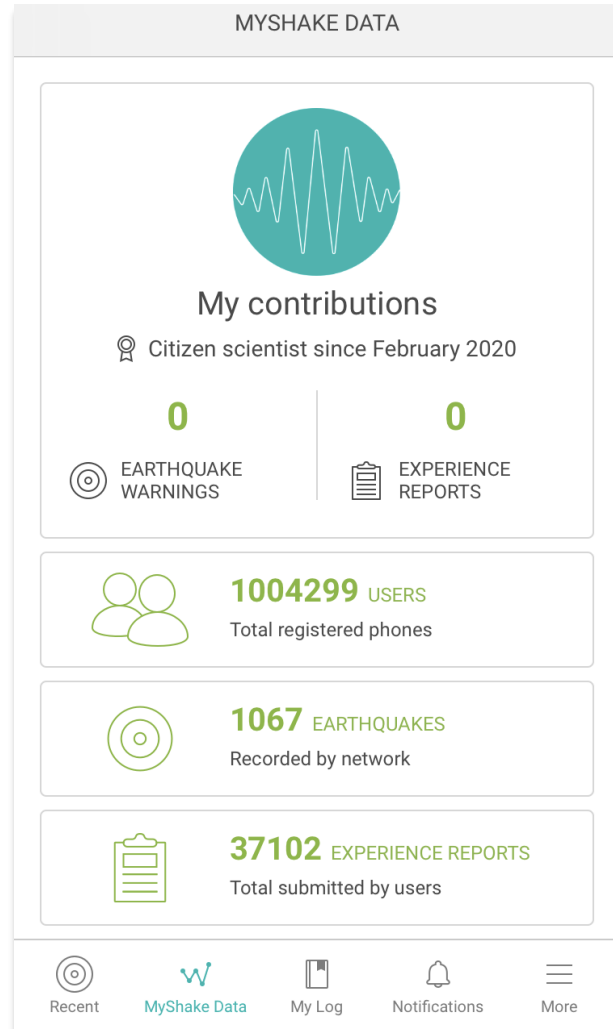 MYSHAKE DATA
My contributions
Citizen scientist since February 2020
0
EARTHQUAKE
WARNINGS
0
EXPERIENCE
REPORTS
1004299 USERS
Total registered phones
1067 EARTHQUAKES
Recorded by network
37102 EXPERIENCE REPORTS
Total submitted by users
Recent
MyShake Data
My Log
Notifications
More